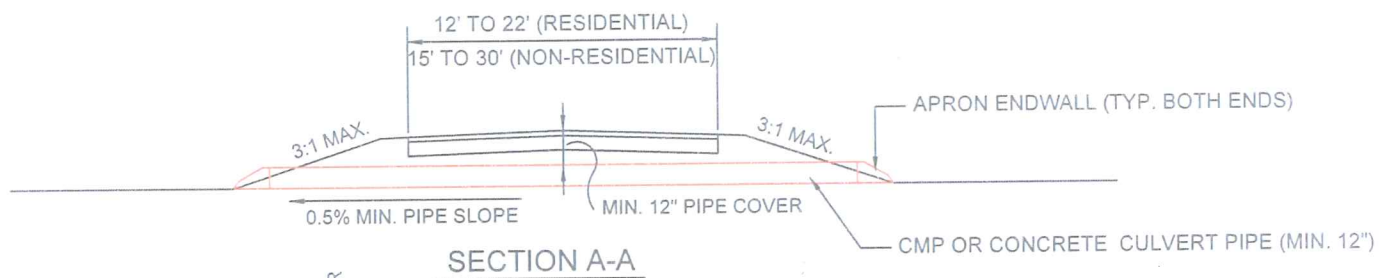 12' TO 22' (RESIDENTIAL)
15' TO 30' (NON-RESIDENTIAL)
APRON ENDWALL (TYP. BOTH ENDS)
3:1 MAX.
3:1 MAX.
0.5% MIN. PIPE SLOPE
MIN. 12" PIPE COVER
CMP OR CONCRETE CULVERT PIPE (MIN. 12")
SECTION A-A